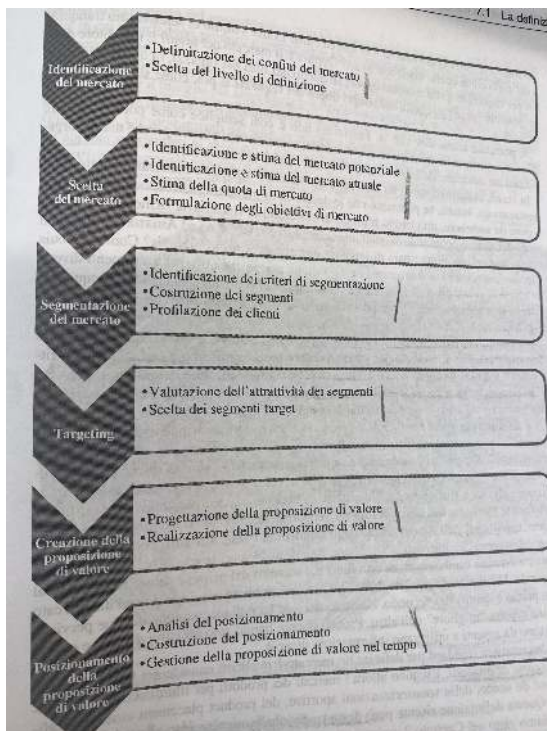 7.1 La definiz
Identificazione
del mercato
• Delimitazione dei confini del mercato
• Scelta del livello di definizione
Scelta
del mercato
• Identificazione e stima del mercato potenziale
• Identificazione e stima del mercato attuale
• Stima della quota di mercato
• Formulazione degli obiettivi di mercato
Segmentazione
del mercato
• Identificazione dei criteri di segmentazione
• Costruzione dei segmenti
• Profilazione dei clienti
Targeting
• Valutazione dell'attrattività dei segmenti
• Scelta dei segmenti target
Creazione della
proposizione
di valore
• Progettazione della proposizione di valore
• Realizzazione della proposizione di valore
Posizionamento
della
proposizione
di valore
• Analisi del posizionamento
• Costruzione del posizionamento
• Gestione della proposizione di valore nel tempo